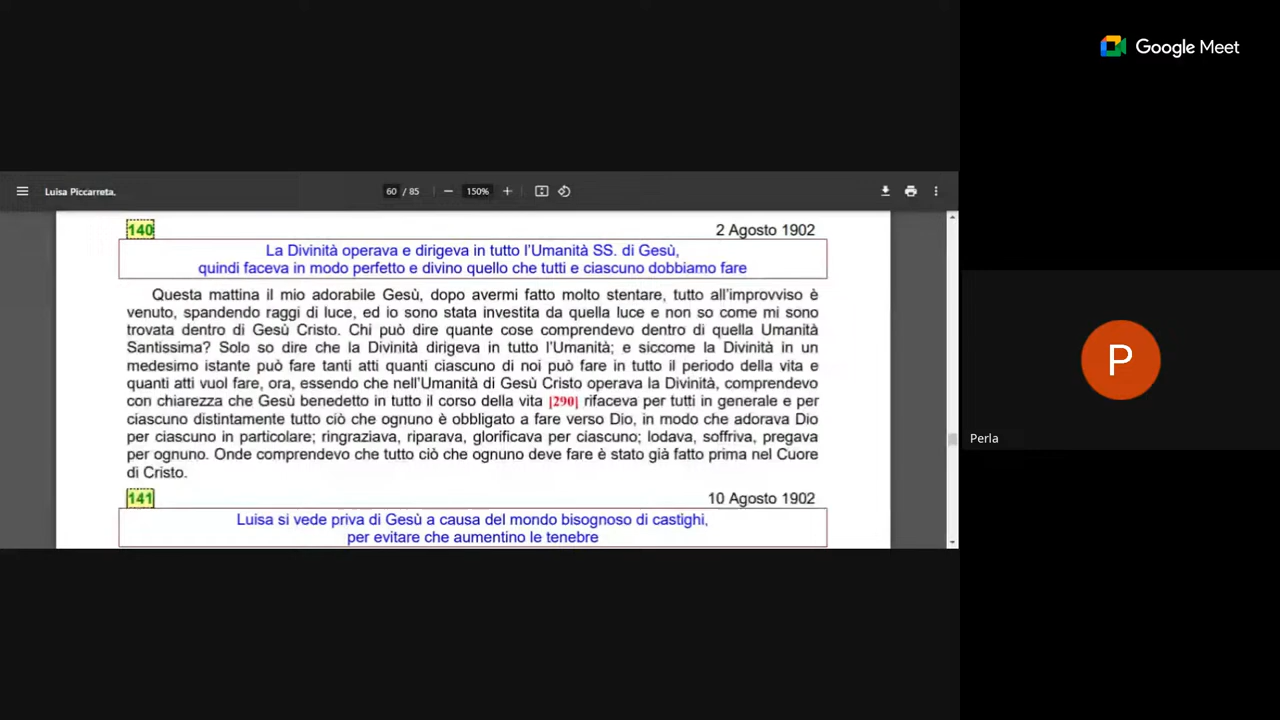 Google Meet
Luisa Piccarreta.
60 / 85
150%
140
2 Agosto 1902
La Divinità operava e dirigeva in tutto l'Umanità SS. di Gesù,
quindi faceva in modo perfetto e divino quello che tutti e ciascuno dobbiamo fare
Questa mattina il mio adorabile Gesù, dopo avermi fatto molto stentare, tutto all'improvviso è
venuto, spandendo raggi di luce, ed io sono stata investita da quella luce e non so come mi sono
trovata dentro di Gesù Cristo. Chi può dire quante cose comprendevo dentro di quella Umanità
Santissima? Solo so dire che la Divinità dirigeva in tutto l'Umanità; e siccome la Divinità in un
medesimo istante può fare tanti atti quanti ciascuno di noi può fare in tutto il periodo della vita e
quanti atti vuol fare, ora, essendo che nell'Umanità di Gesù Cristo operava la Divinità, comprendevo
con chiarezza che Gesù benedetto in tutto il corso della vita [290] rifaceva per tutti in generale e per
ciascuno distintamente tutto ciò che ognuno è obbligato a fare verso Dio, in modo che adorava Dio
per ciascuno in particolare; ringraziava, riparava, glorificava per ciascuno; lodava, soffriva, pregava
per ognuno. Onde comprendevo che tutto ciò che ognuno deve fare è stato già fatto prima nel Cuore
di Cristo.
141
10 Agosto 1902
Luisa si vede priva di Gesù a causa del mondo bisognoso di castighi,
per evitare che aumentino le tenebre
P
Perla